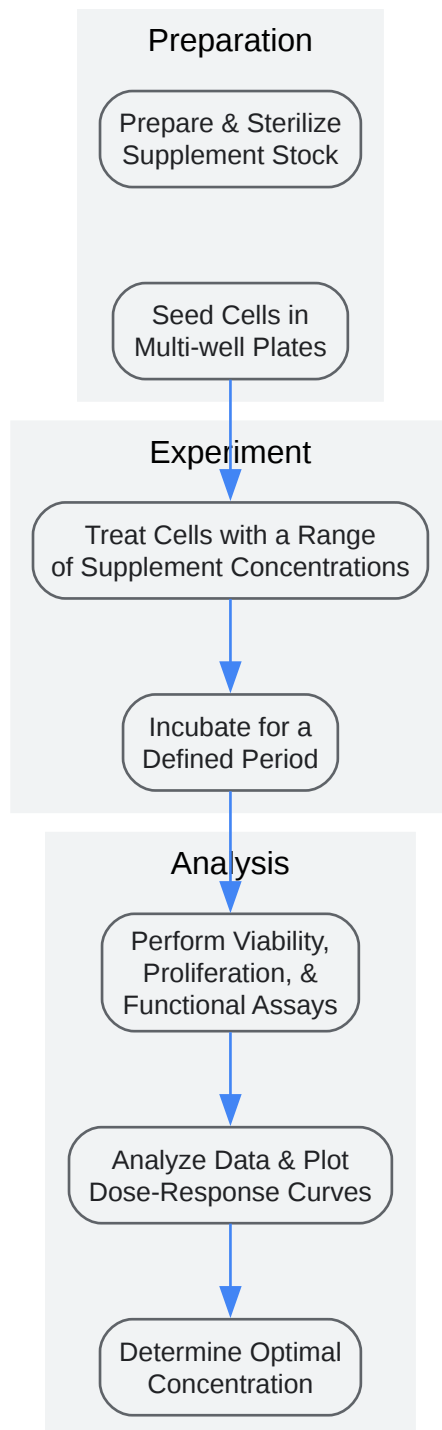 Preparation
Prepare & Sterilize
Supplement Stock
Seed Cells in
Multi-well Plates
Experiment
Treat Cells with a Range
of Supplement Concentrations
Incubate for a
Defined Period
Analysis
Perform Viability,
Proliferation, &
Functional Assays
Analyze Data & Plot
Dose-Response Curves
Determine Optimal
Concentration